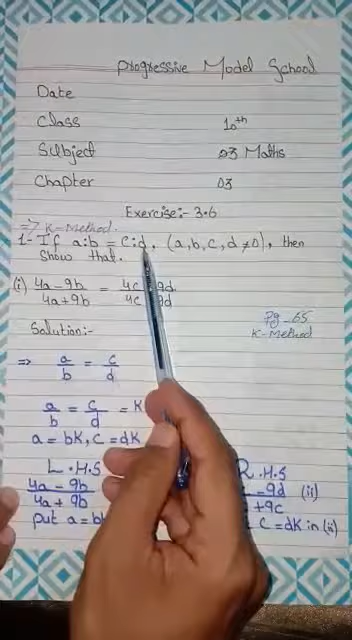 Progressive Model School
Date
Class 10th
Subject 03 Maths
Chapter 03
Exercise:- 3.6
=> K-Method.
1- If a:b = c:d, (a,b,c,d ≠0), then
show that.
(i) 4a-9b/4a+9b = 4c 9d/4c 9d
Pg - 65
K-Method
Solution:-
=> a/b = c/d
a/b = c/d = K
a = bK, c = dK
L.H.S R.H.S
4a-9b/4a+9b -9d/+9c (ii)
put a = bK c = dK in (ii)